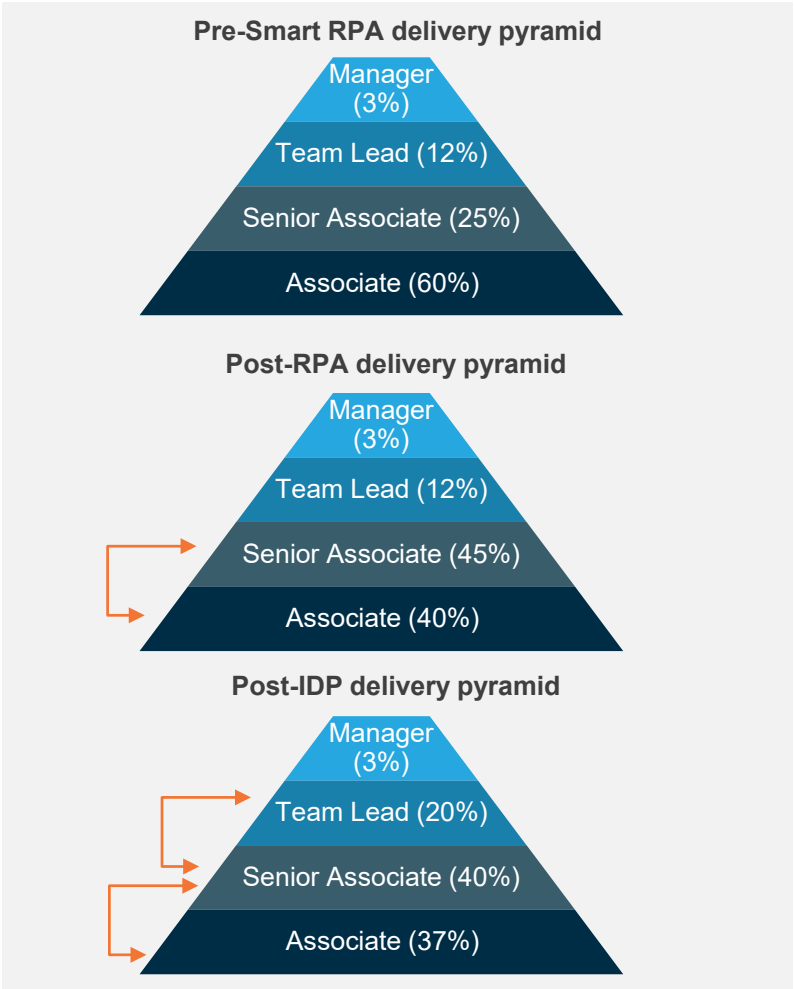 Pre-Smart RPA delivery pyramid
Manager
(3%)
Team Lead (12%)
Senior Associate (25%)
Associate (60%)
Post-RPA delivery pyramid
Manager
(3%)
Team Lead (12%)
Senior Associate (45%)
Associate (40%)
Post-IDP delivery pyramid
Manager
(3%)
Team Lead (20%)
Senior Associate (40%)
Associate (37%)